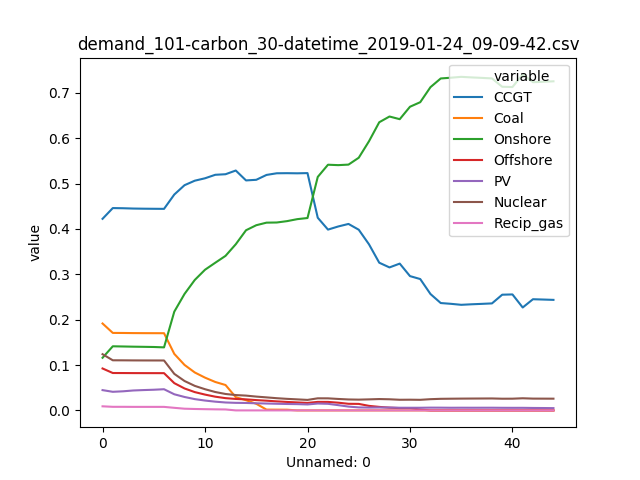 demand_101-carbon_30-datetime_2019-01-24_09-09-42.csv
variable
CCGT
Coal
Onshore
Offshore
PV
Nuclear
Recip_gas
value
0.7
0.6
0.5
0.4
0.3
0.2
0.1
0.0
0 10 20 30 40
Unnamed: 0